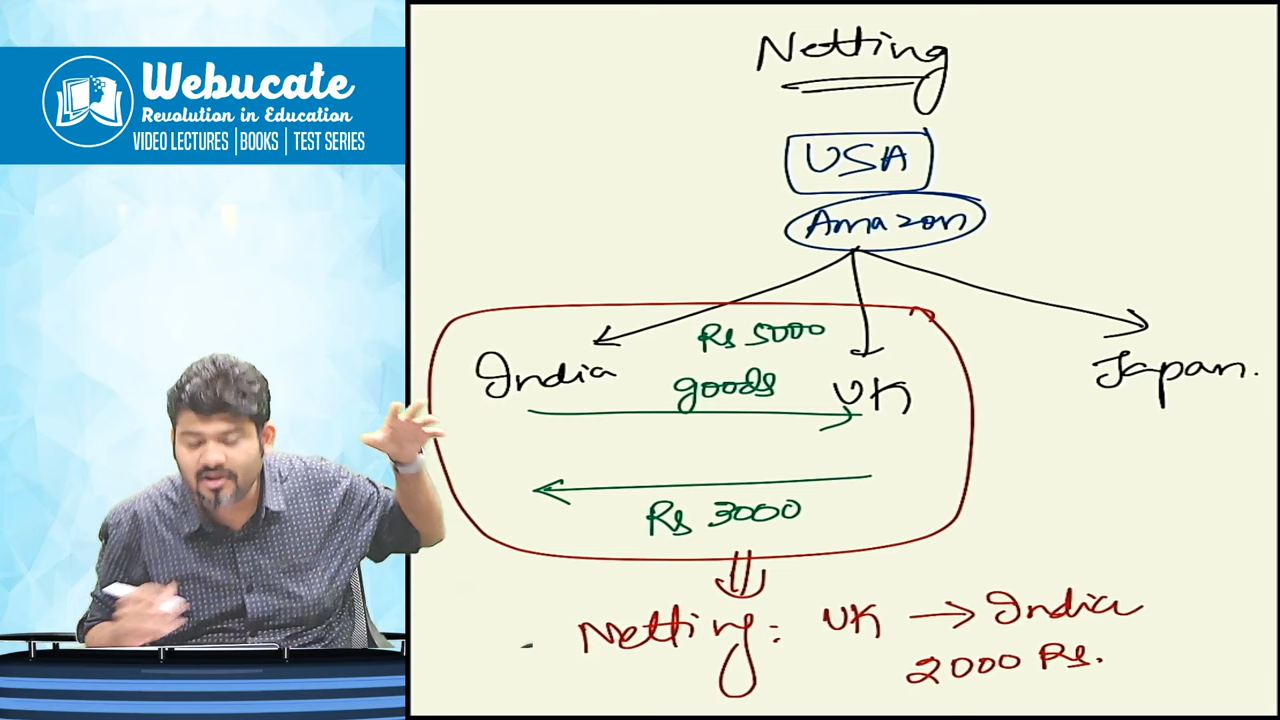 Webucate
Revolution in Education
VIDEO LECTURES | BOOKS | TEST SERIES
Netting
USA
Amazon
India
Rs 5000
goods
UK
Japan.
Rs 3000
Netting: UK → India
2000 Rs.